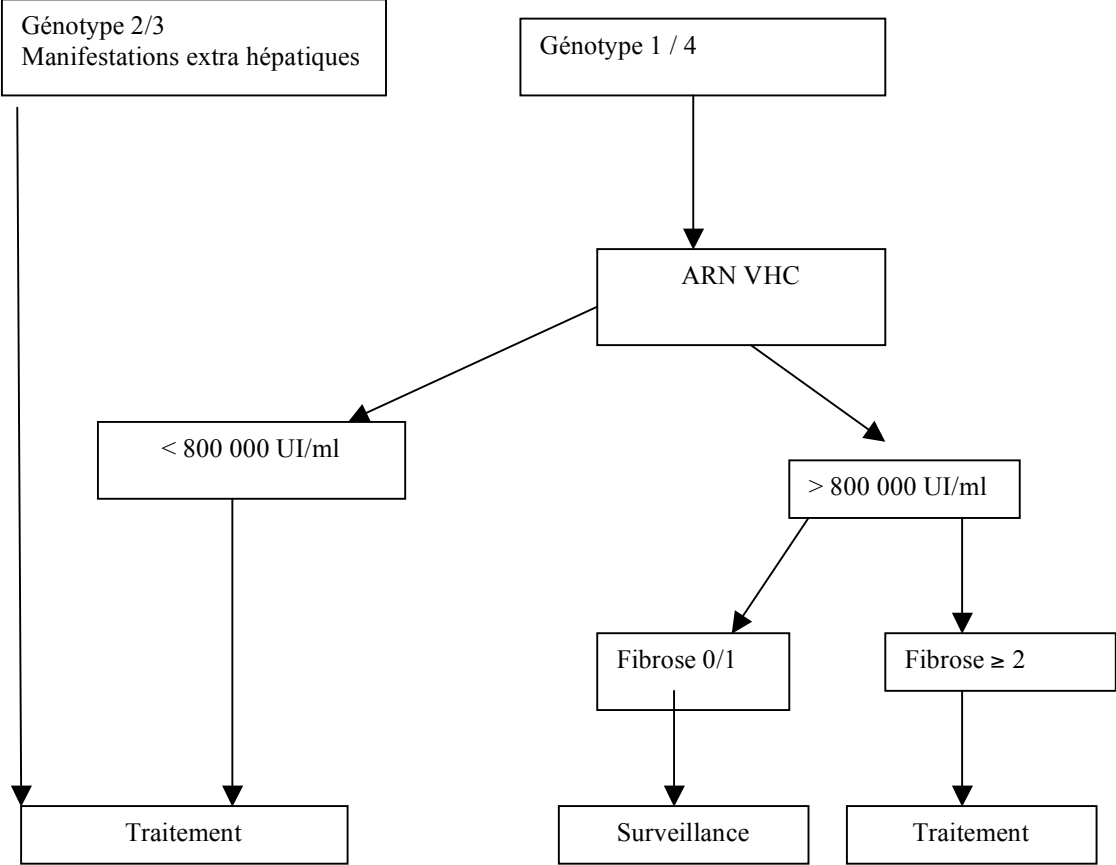 Génotype 2/3
Manifestations extra hépatiques
Génotype 1 / 4
ARN VHC
< 800 000 UI/ml
> 800 000 UI/ml
Fibrose 0/1
Fibrose ≥ 2
Traitement
Surveillance
Traitement